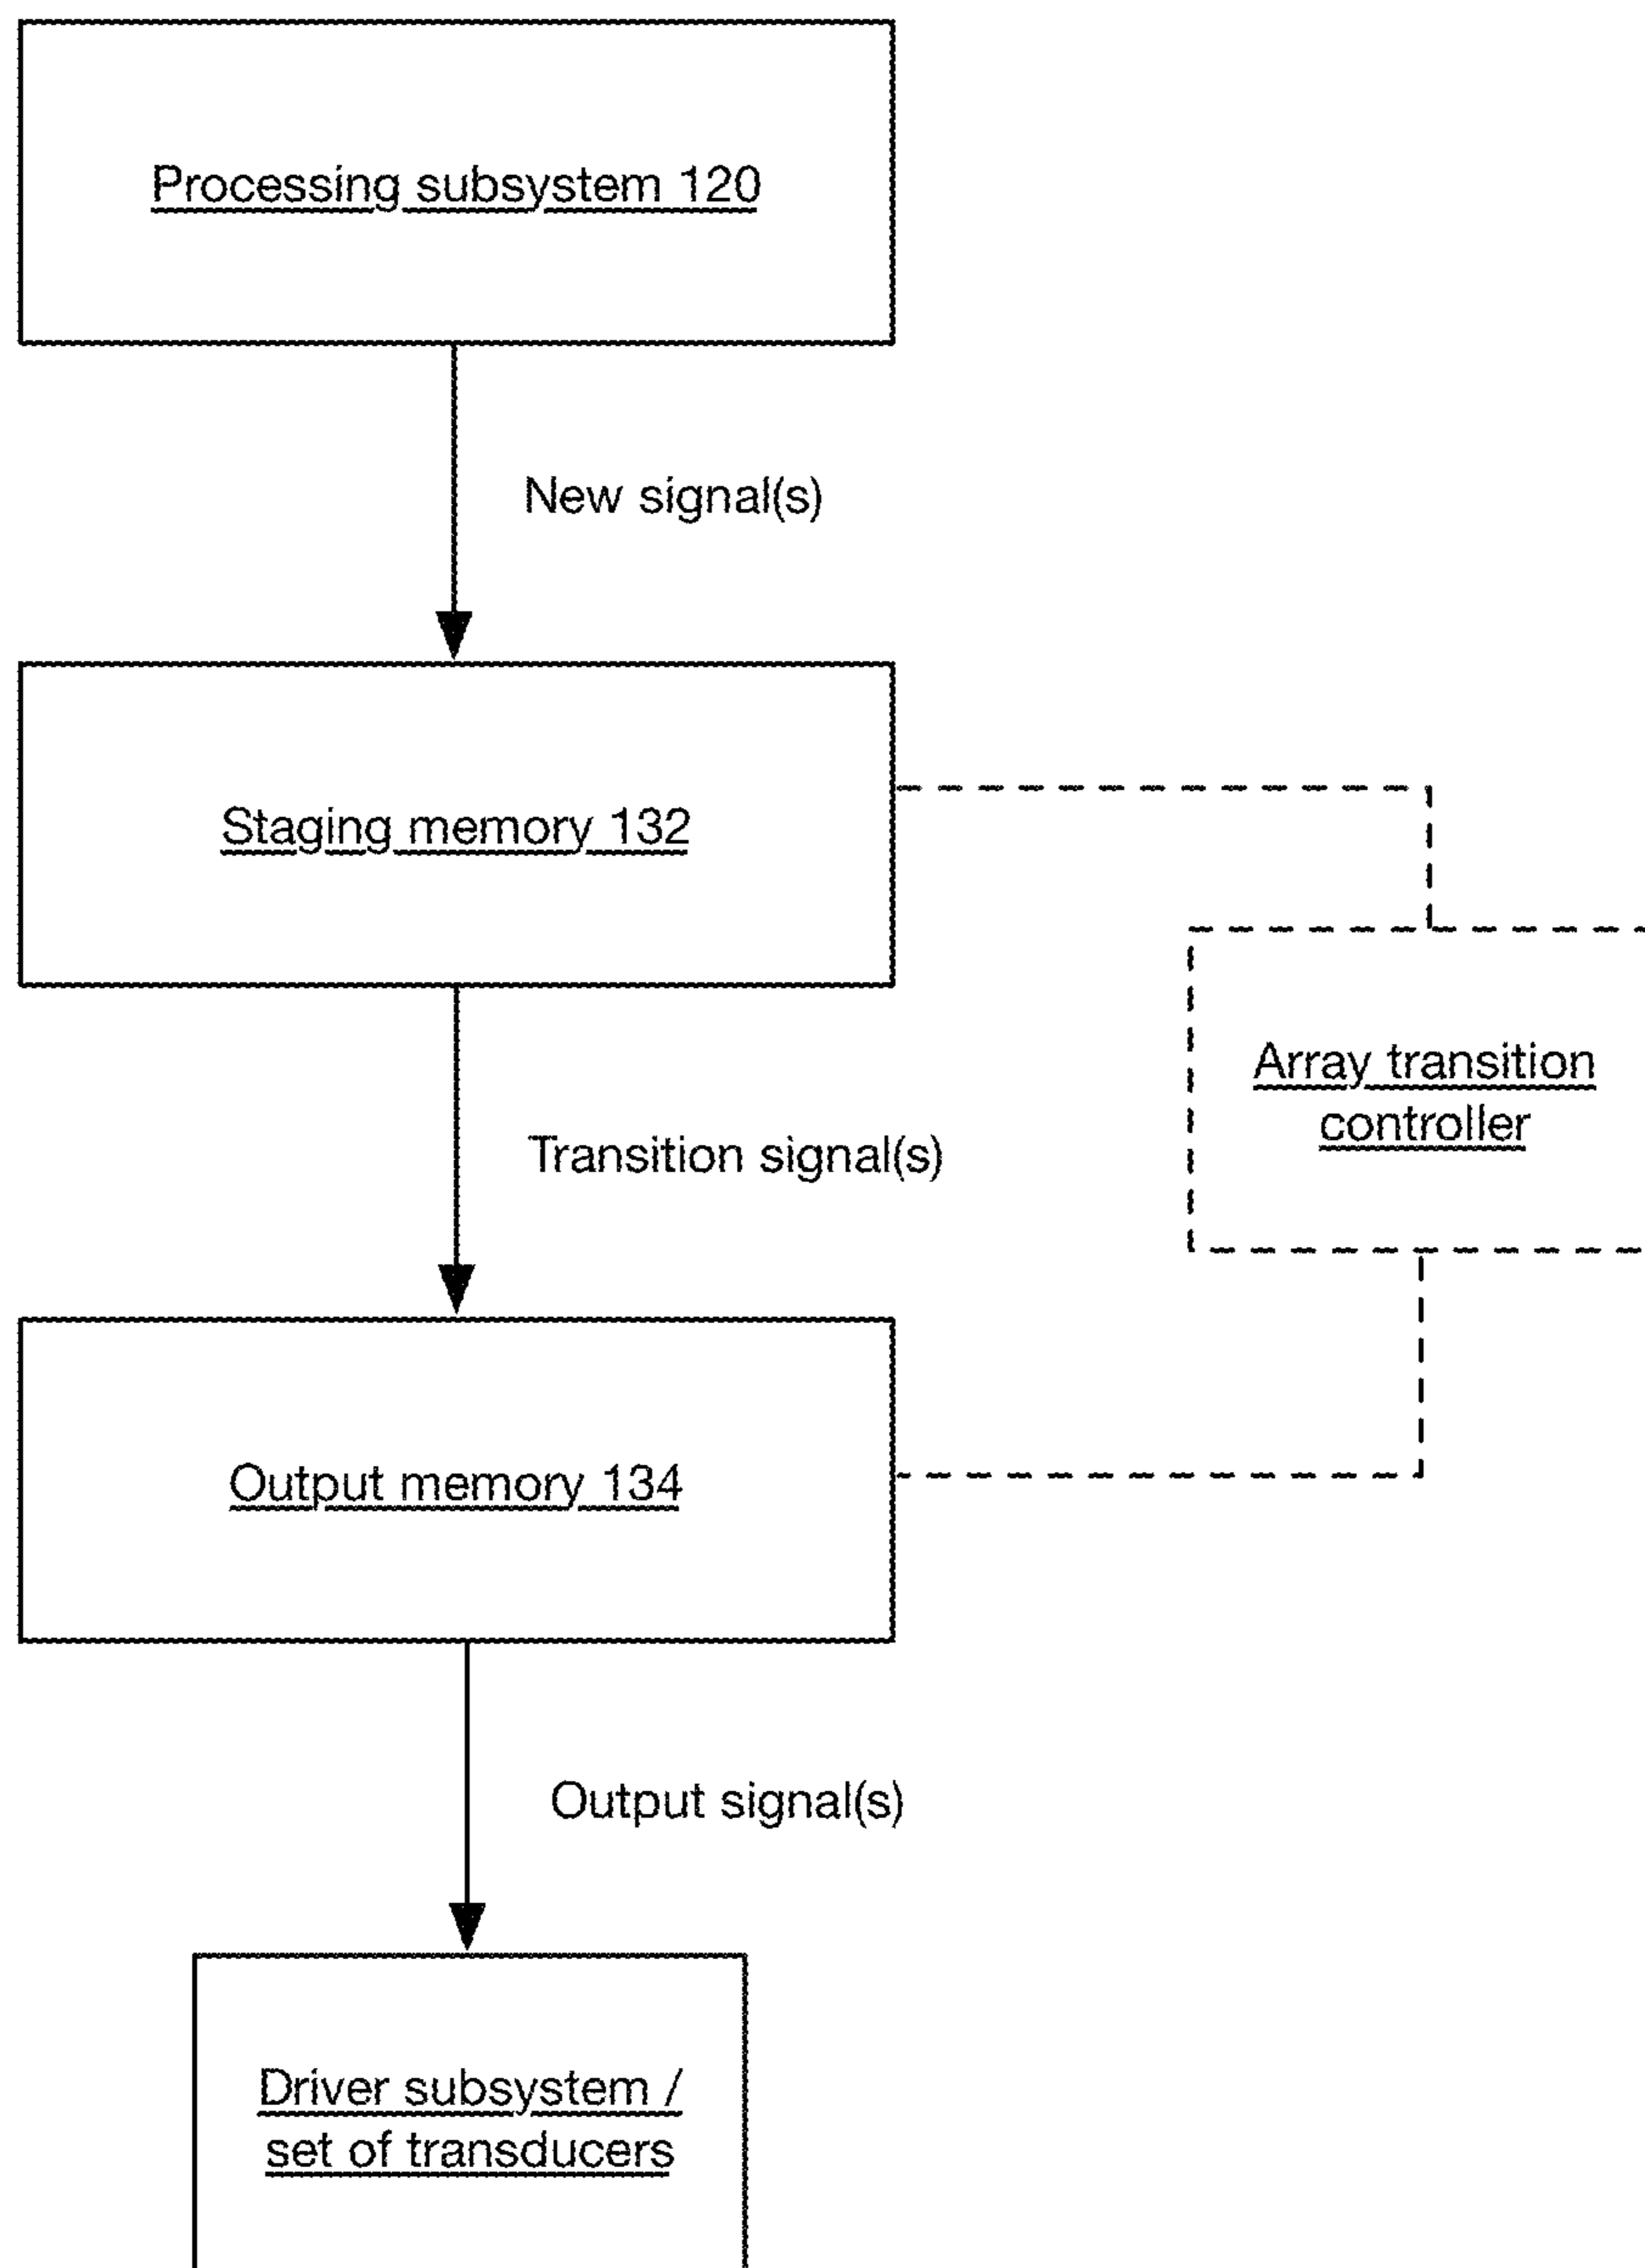 Processing subsystem 120
New signal(s)
Staging memory 132
Array transition
controller
Transition signal(s)
Output memory 134
Output signal(s)
Driver subsystem /
set of transducers